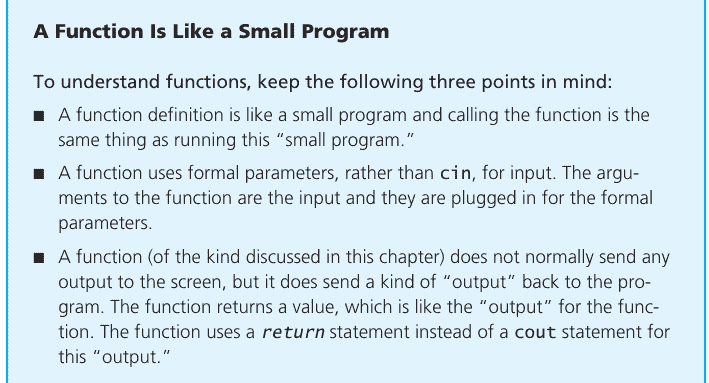 A Function Is Like a Small Program
To understand functions, keep the following three points in mind:
■ A function definition is like a small program and calling the function is the
same thing as running this “small program.”
■ A function uses formal parameters, rather than cin, for input. The argu-
ments to the function are the input and they are plugged in for the formal
parameters.
■ A function (of the kind discussed in this chapter) does not normally send any
output to the screen, but it does send a kind of “output” back to the pro-
gram. The function returns a value, which is like the “output” for the func-
tion. The function uses a return statement instead of a cout statement for
this “output.”